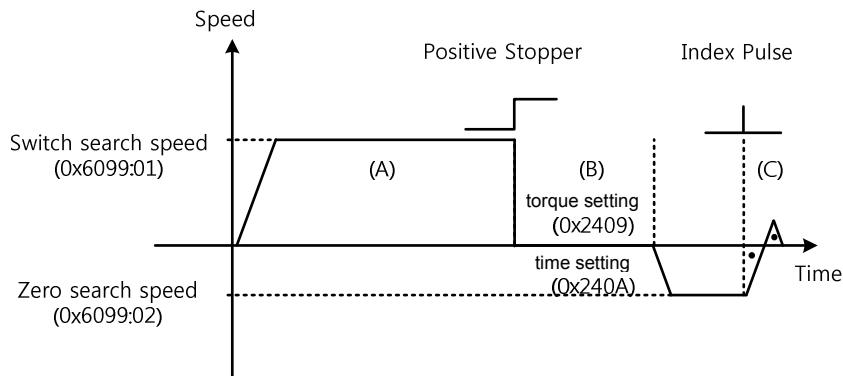 Speed
Positive Stopper
Index Pulse
Switch search speed
(0x6099:01)
(A)
(B)
(C)
torque setting
(0x2409)
time setting
(0x240A)
Time
Zero search speed
(0x6099:02)